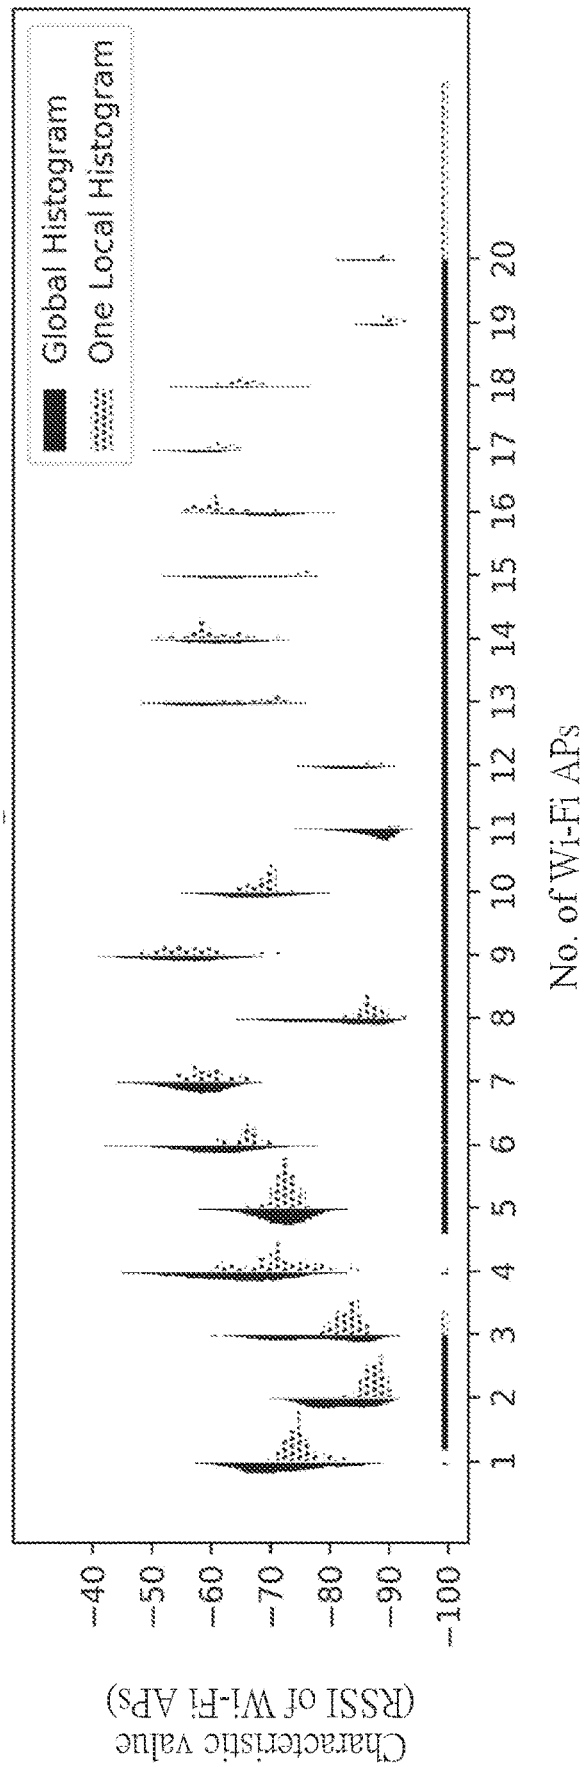 Global Histogram
One Local Histogram
-40
-50
-60
-70
-80
-90
-100
1 2 3 4 5 6 7 8 9 10 11 12 13 14 15 16 17 18 19 20
Characteristic value
(RSSI of Wi-Fi APs)
No. of Wi-Fi APs